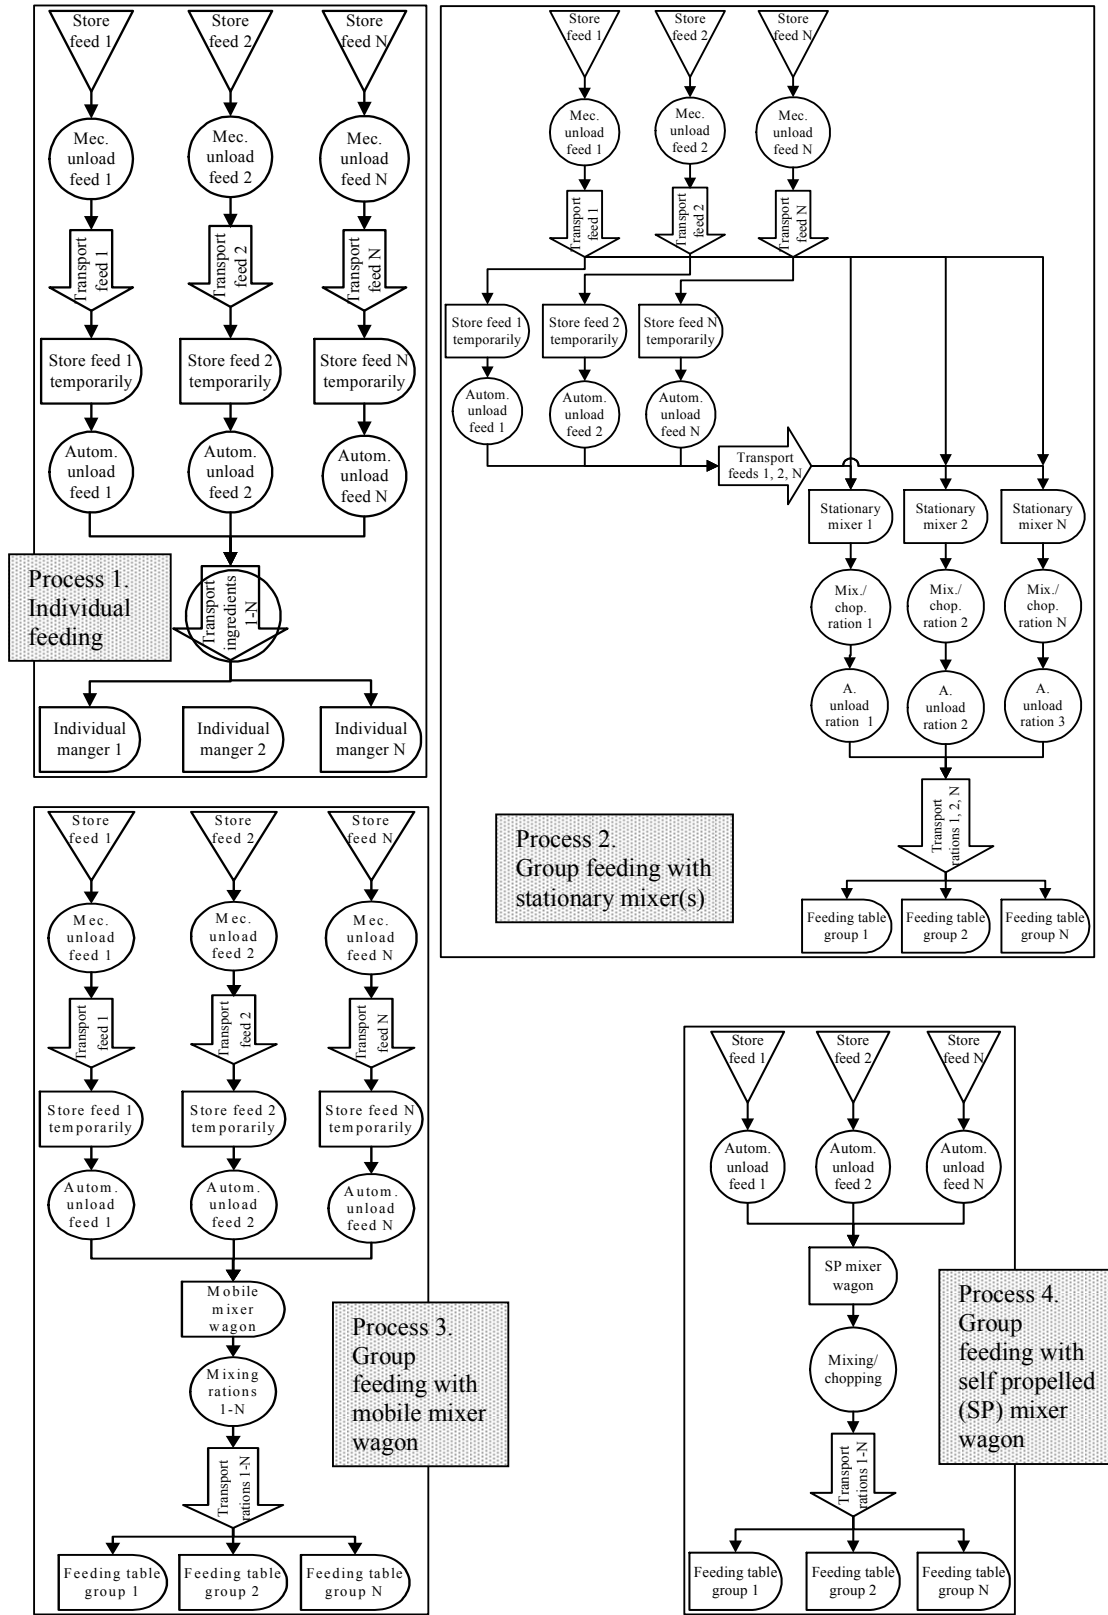 Store
feed 1
Store
feed 2
Store
feed N
Mec.
unload
feed 1
Mec.
unload
feed 2
Mec.
unload
feed N
Transport
feed 1
Transport
feed 2
Transport
feed N
Store feed 1
temporarily
Store feed 2
temporarily
Store feed N
temporarily
Autom.
unload
feed 1
Autom.
unload
feed 2
Autom.
unload
feed N
Process 1.
Individual
feeding
Transport
ingredients
1-N
Individual
manger 1
Individual
manger 2
Individual
manger N
Store
feed 1
Store
feed 2
Store
feed N
Mec.
unload
feed 1
Mec.
unload
feed 2
Mec.
unload
feed N
Transport
feed 1
Transport
feed 2
Transport
feed N
Store feed 1
temporarily
Store feed 2
temporarily
Store feed N
temporarily
Autom.
unload
feed 1
Autom.
unload
feed 2
Autom.
unload
feed N
Transport
feeds 1, 2, N
Stationary
mixer 1
Stationary
mixer 2
Stationary
mixer N
Mix./
chop.
ration 1
Mix./
chop.
ration 2
Mix./
chop.
ration N
A.
unload
ration 1
A.
unload
ration 2
A.
unload
ration 3
Transport
rations 1, 2, N
Process 2.
Group feeding with
stationary mixer(s)
Feeding table
group 1
Feeding table
group 2
Feeding table
group N
Store
feed 1
Store
feed 2
Store
feed N
Mec.
unload
feed 1
Mec.
unload
feed 2
Mec.
unload
feed N
Transport
feed 1
Transport
feed 2
Transport
feed N
Store feed 1
temporarily
Store feed 2
temporarily
Store feed N
temporarily
Autom.
unload
feed 1
Autom.
unload
feed 2
Autom.
unload
feed N
Mobile
mixer
wagon
Mixing
rations
1-N
Transport
rations 1-N
Process 3.
Group
feeding with
mobile mixer
wagon
Feeding table
group 1
Feeding table
group 2
Feeding table
group N
Store
feed 1
Store
feed 2
Store
feed N
Autom.
unload
feed 1
Autom.
unload
feed 2
Autom.
unload
feed N
SP mixer
wagon
Mixing/
chopping
Transport
rations 1-N
Process 4.
Group
feeding with
self propelled
(SP) mixer
wagon
Feeding table
group 1
Feeding table
group 2
Feeding table
group N